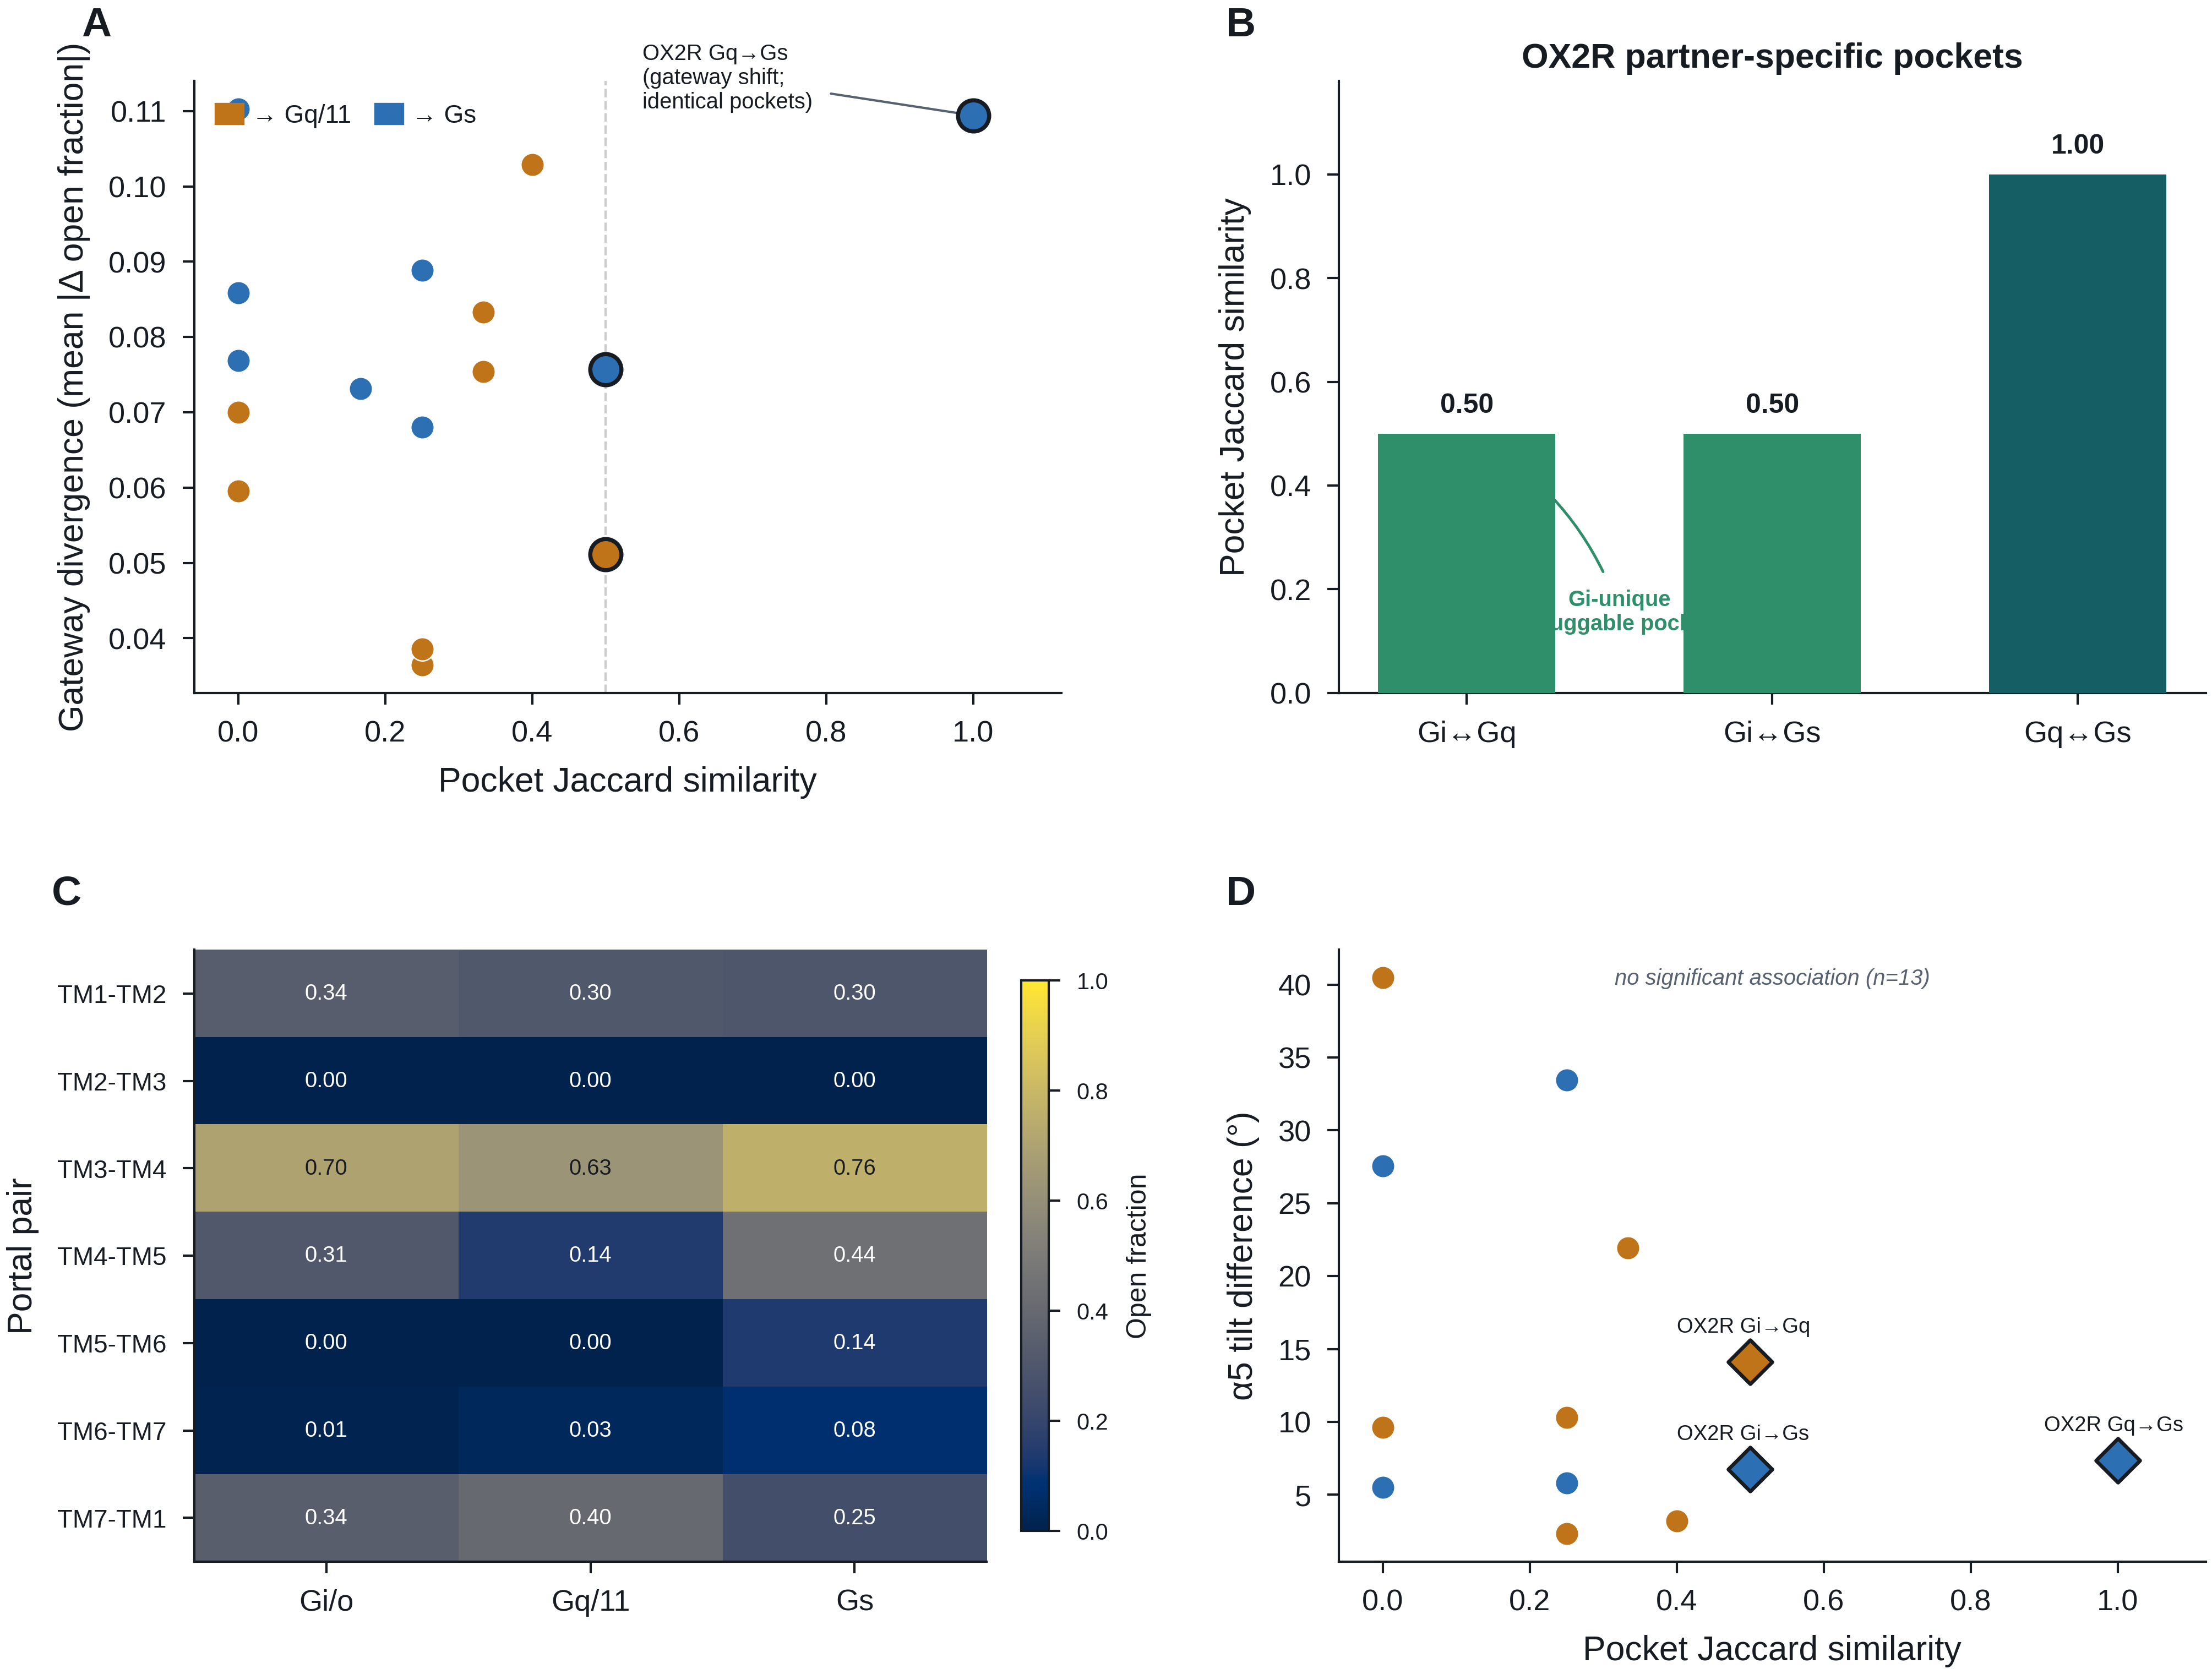 A
Gateway divergence (mean |Δ open fraction|)
0.11
0.10
0.09
0.08
0.07
0.06
0.05
0.04
→ Gq/11
→ Gs
OX2R Gq→Gs
(gateway shift;
identical pockets)
0.0
0.2
0.4
0.6
0.8
1.0
Pocket Jaccard similarity
B
OX2R partner-specific pockets
Pocket Jaccard similarity
1.0
0.8
0.6
0.4
0.2
0.0
0.50
0.50
1.00
Gi-unique
Gi↔Gq
Gi↔Gs
Gq↔Gs
C
Portal pair
TM1-TM2
0.34
0.30
0.30
TM2-TM3
0.00
0.00
0.00
TM3-TM4
0.70
0.63
0.76
TM4-TM5
0.31
0.14
0.44
TM5-TM6
0.00
0.00
0.14
TM6-TM7
0.01
0.03
0.08
TM7-TM1
0.34
0.40
0.25
Gi/o
Gq/11
Gs
1.0
0.8
0.6
0.4
0.2
0.0
Open fraction
D
α5 tilt difference (°)
40
35
30
25
20
15
10
5
no significant association (n=13)
OX2R Gi→Gq
OX2R Gi→Gs
OX2R Gq→Gs
0.0
0.2
0.4
0.6
0.8
1.0
Pocket Jaccard similarity